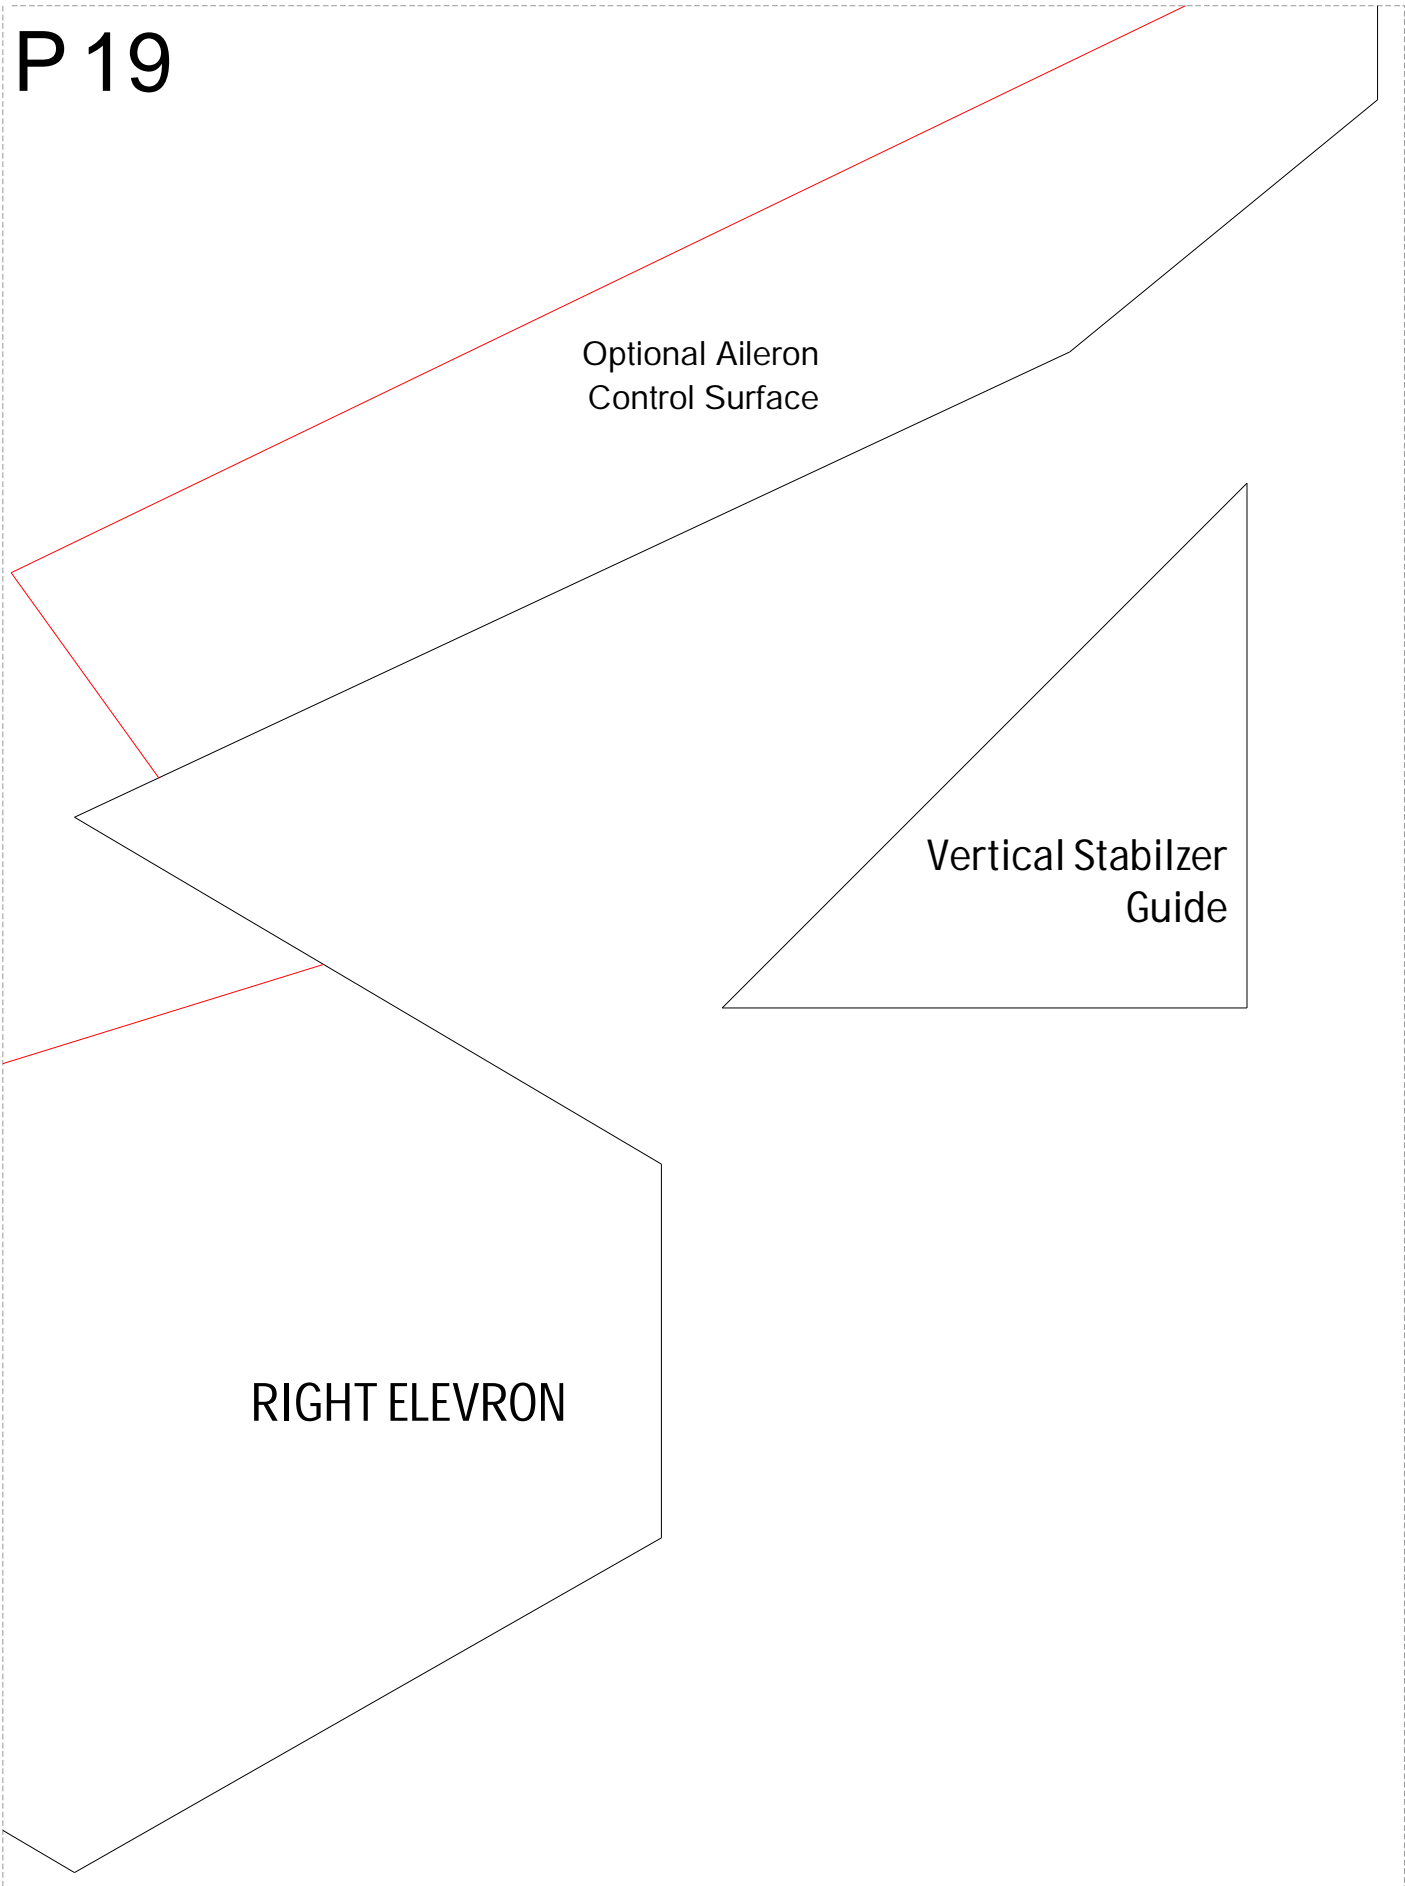 P 19
Optional Aileron
Control Surface
Vertical Stabilzer
Guide
RIGHT ELEVRON